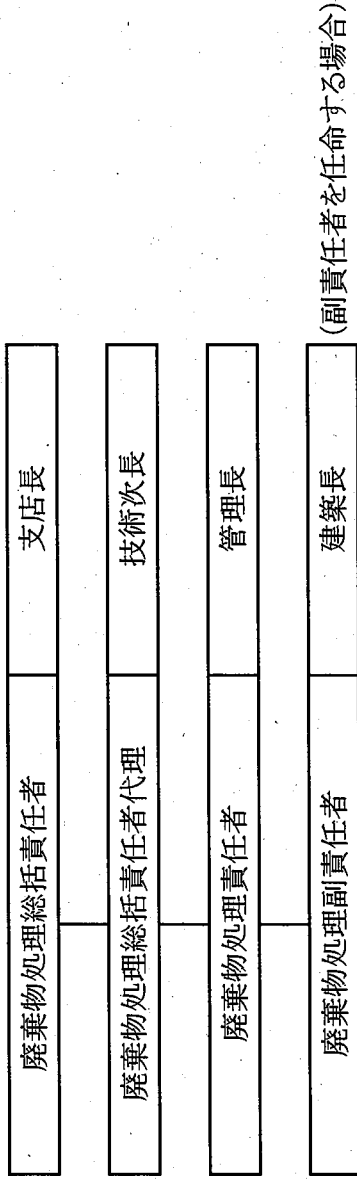 廃棄物処理総括責任者 支店長
廃棄物処理総括責任者代理 技術次長
廃棄物処理責任者 管理長
廃棄物処理副責任者 建築長 (副責任者を任命する場合)